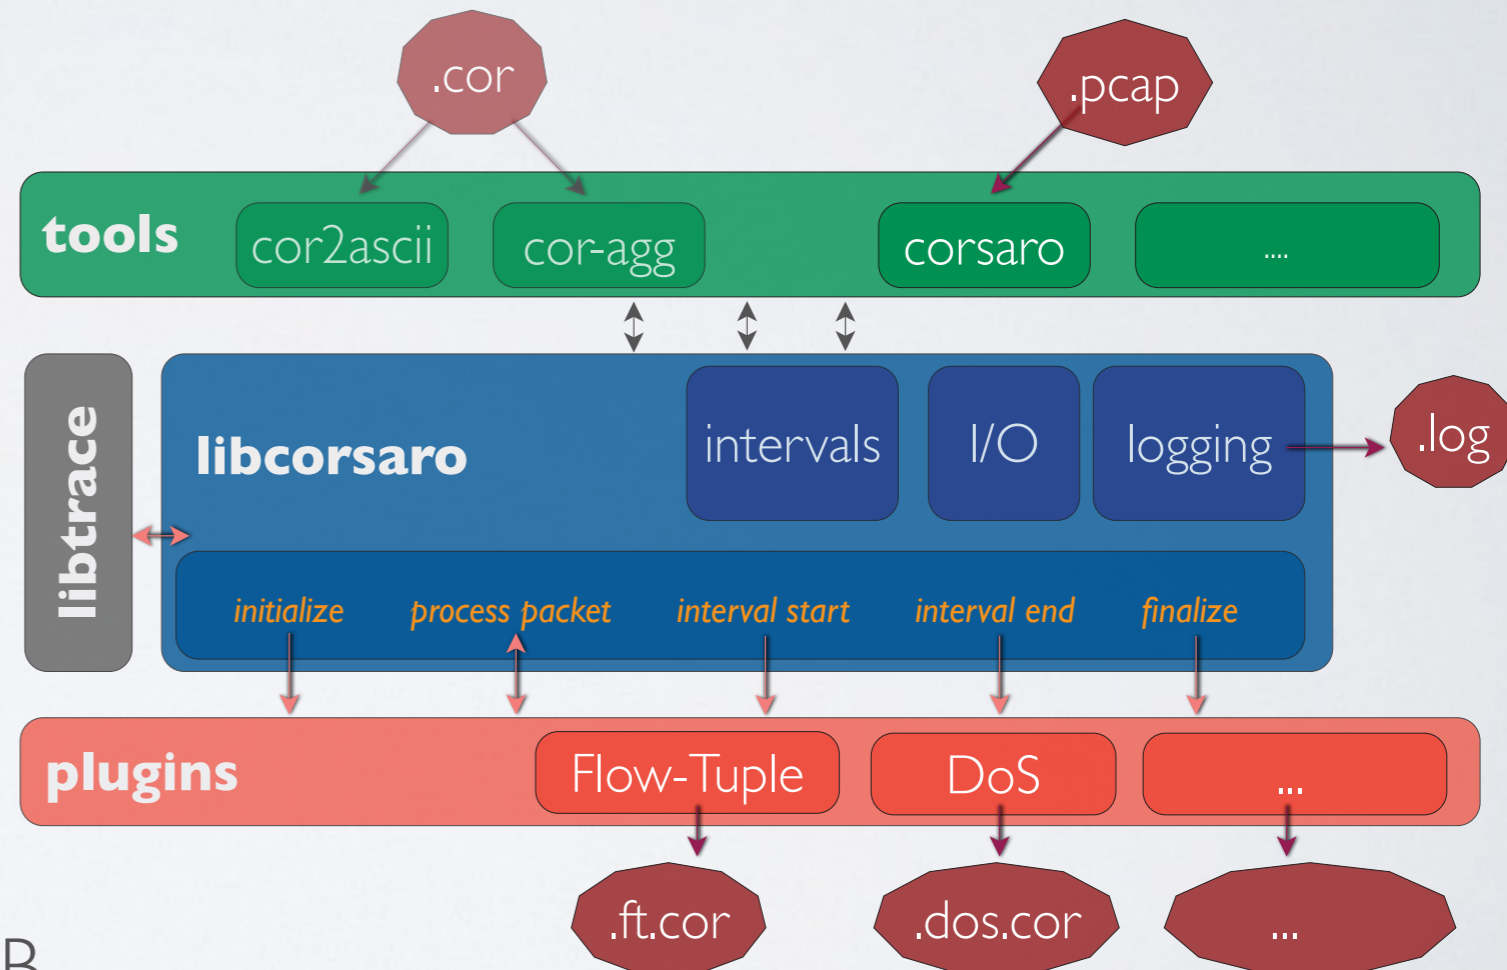 .cor
.pcap
tools
cor2ascii
cor-agg
corsaro
....
libtrace
libcorsaro
intervals
I/O
logging
.log
initialize
process packet
interval start
interval end
finalize
plugins
Flow-Tuple
DoS
...
.ft.cor
.dos.cor
...
B